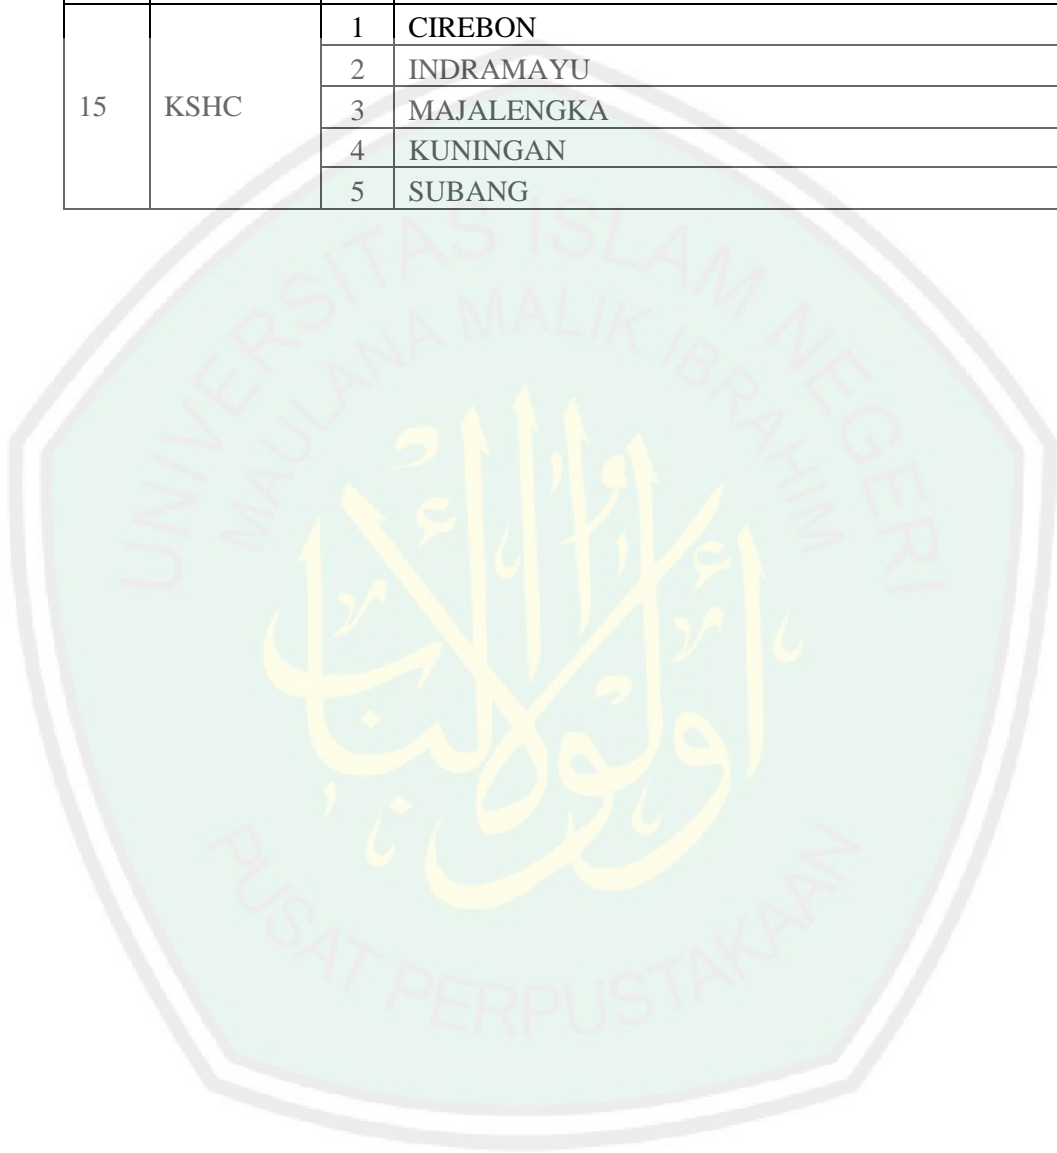 1 CIREBON
2 INDRAMAYU
15 KSHC 3 MAJALENGKA
4 KUNINGAN
5 SUBANG
UNIVERSITAS ISLAM NEGERI
MAULANA MALIK IBRAHIM
PUSAT PERPUSTAKAAN